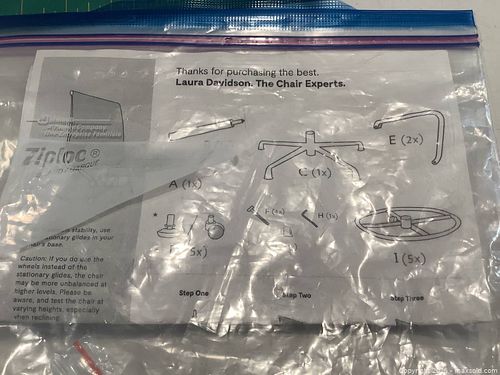 Thanks for purchasing the best.
Laura Davidson. The Chair Experts.
Ziploc®
E (2x)
C (1x)
A (1x)
H (1x)
5x)
I (5x)
stability, use
stationary glides in your
chair's base.
Caution: If you do use the
wheels instead of the
stationary glides, the chair
may be more unbalanced at
higher levels. Please be
aware, and test the chair at
varying heights, especially
when reclining.
Step One
Step Two
Step Three